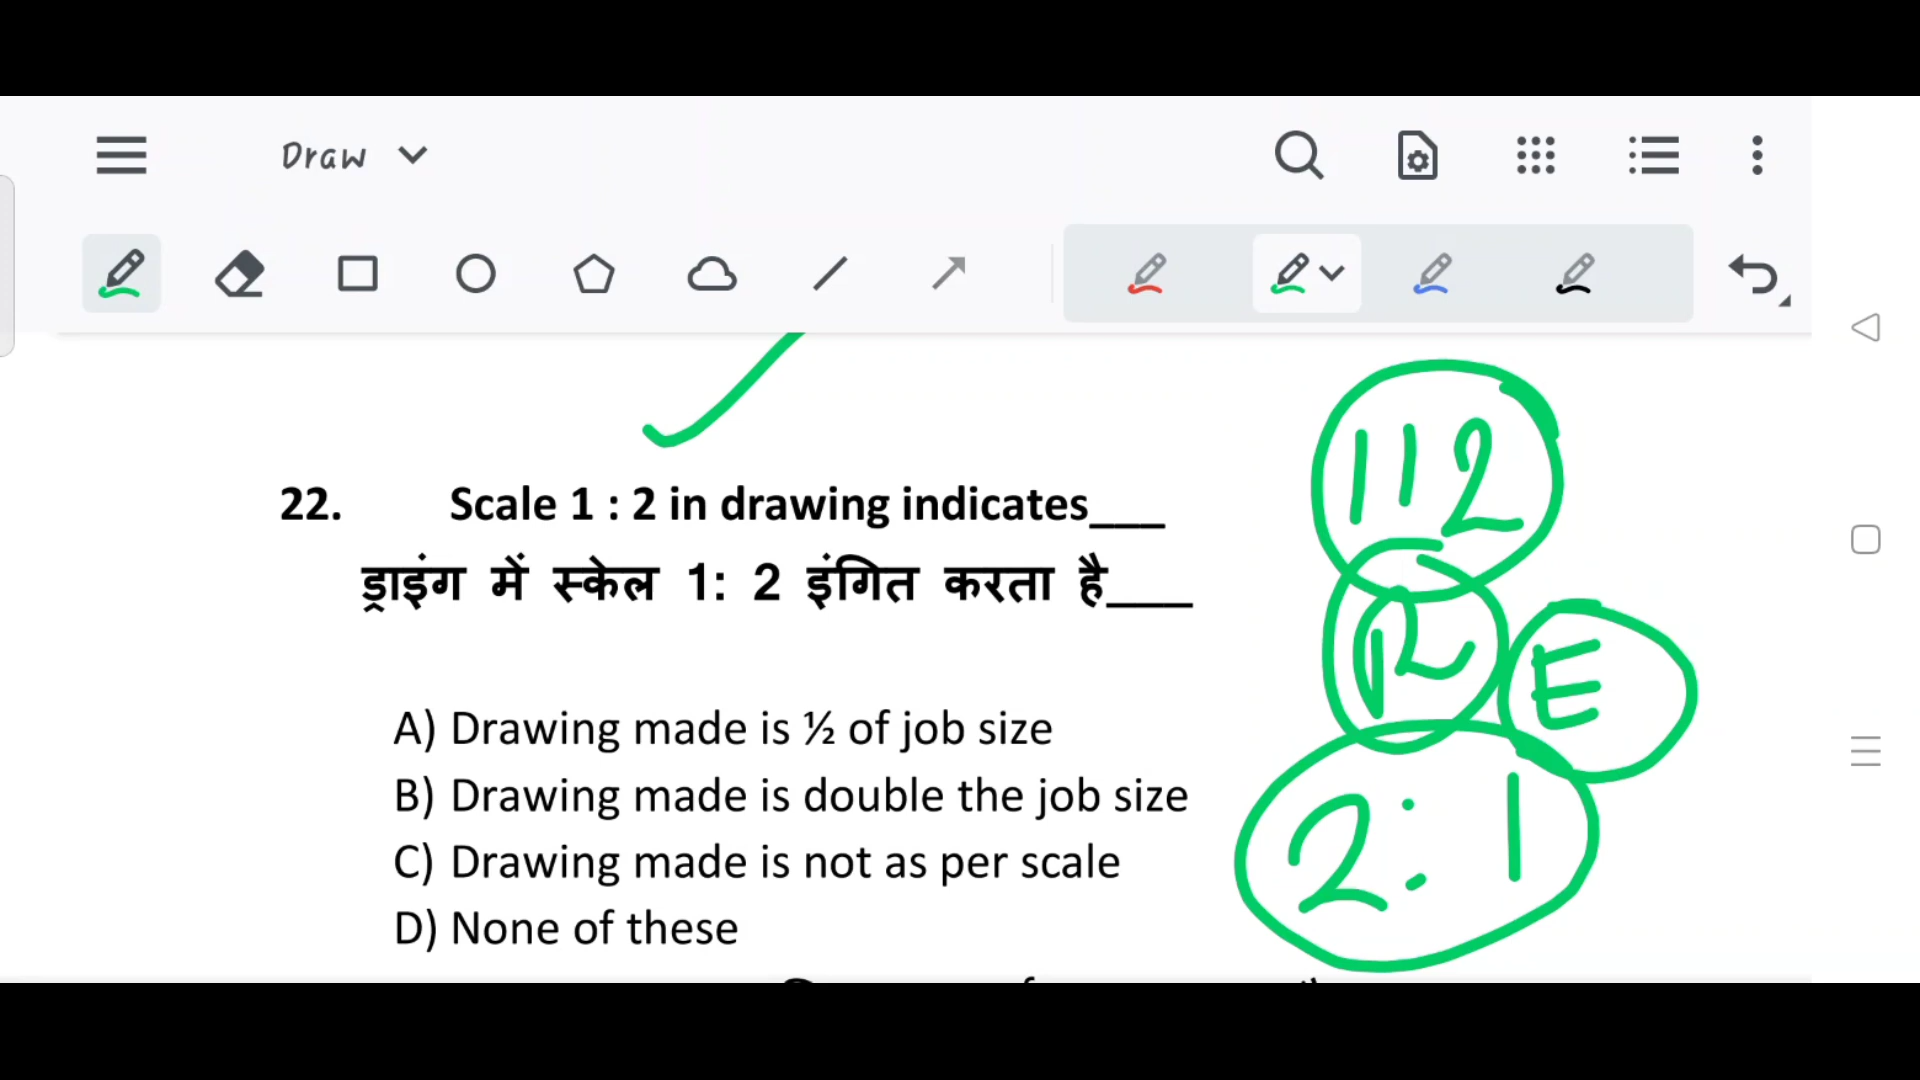 Draw
112
22. Scale 1 : 2 in drawing indicates___
ड्राइंग में स्केल 1: 2 इंगित करता है___
R
E
A) Drawing made is ½ of job size
B) Drawing made is double the job size
2:1
C) Drawing made is not as per scale
D) None of these